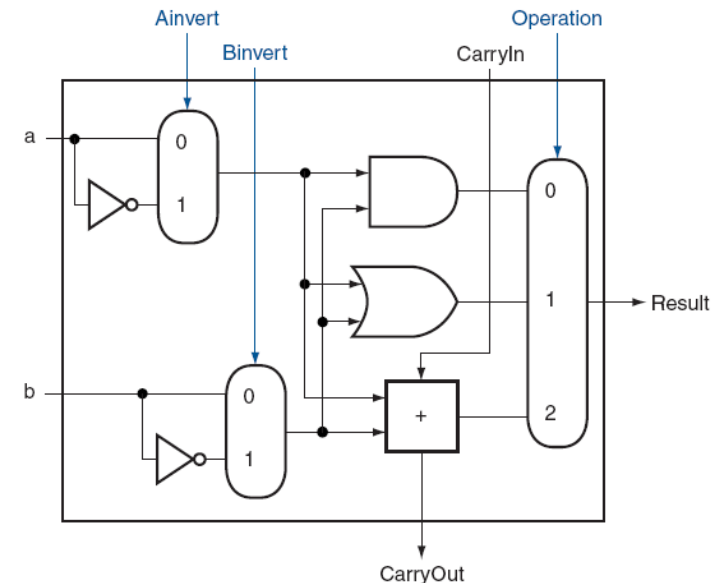 Ainvert
Operation
Binvert
CarryIn
a
0
1
0
1
Result
b
0
1
+
2
CarryOut